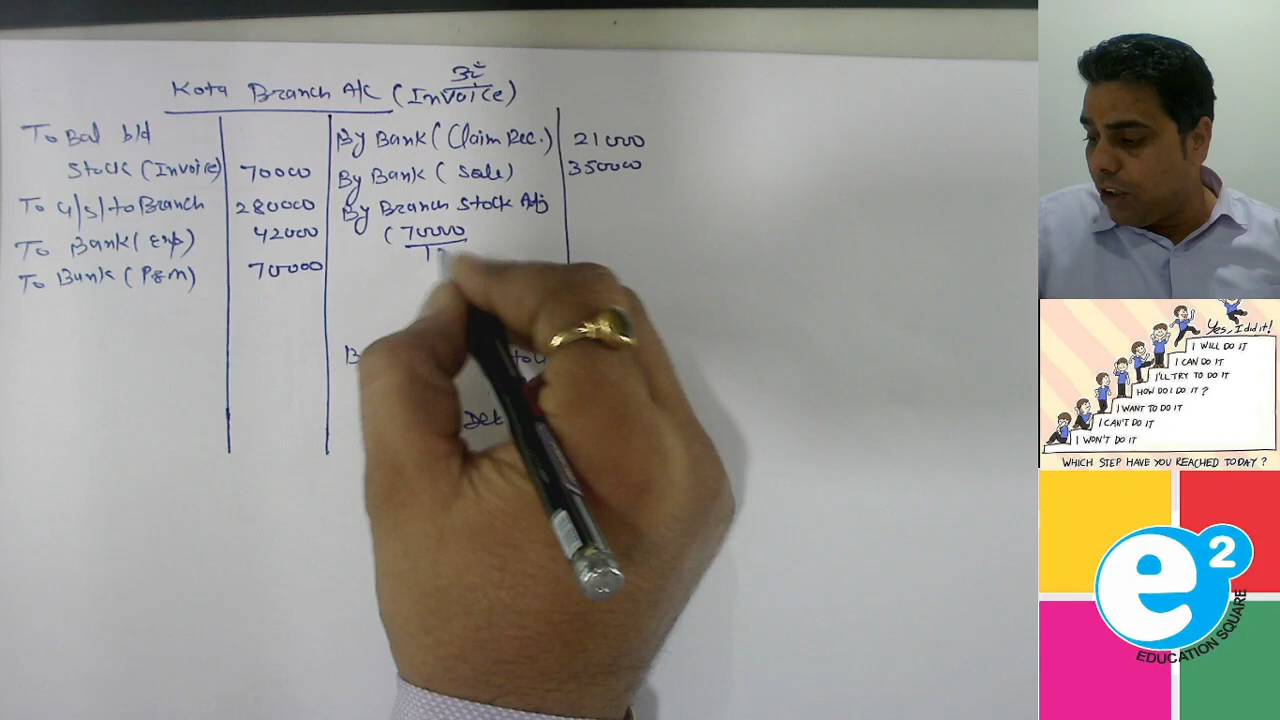 Kota Branch A/c (Invoice)
To Bal b/d
Stock (Invoice) 70000
To G/S/to Branch 280000
To Bank (Exp) 42000
To Bank (P&M) 70000
By Bank (Claim Rec.) 21000
By Bank (Sale) 350000
By Branch Stock Adj
(70000
Yes, I did it!
I WILL DO IT
I CAN DO IT
I'LL TRY TO DO IT
HOW DO I DO IT?
I WANT TO DO IT
I CAN'T DO IT
I WON'T DO IT
WHICH STEP HAVE YOU REACHED TODAY?
e2
EDUCATION SQUARE